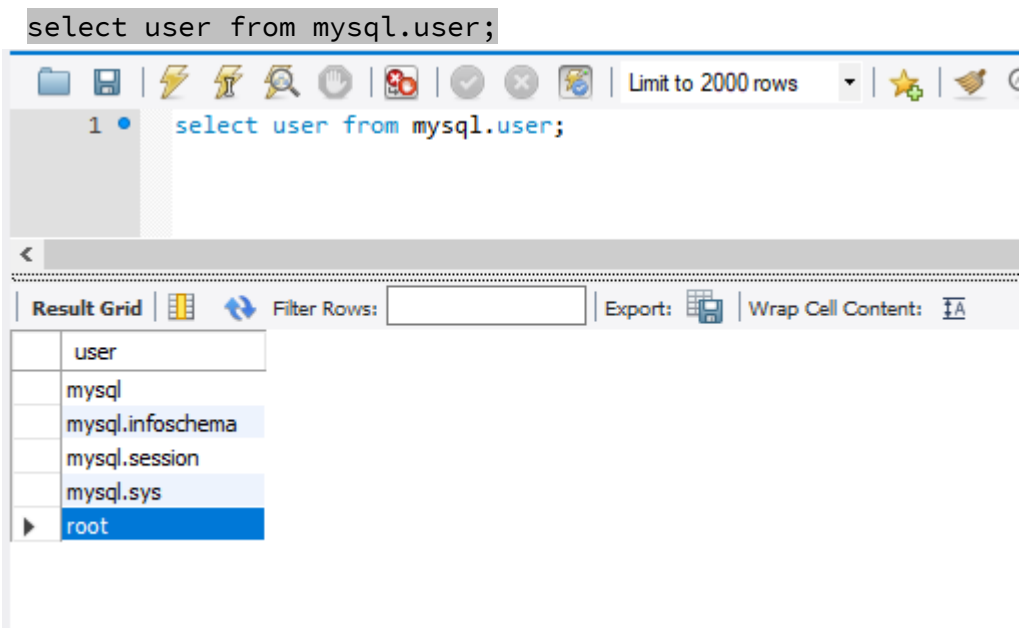 select user from mysql.user;
Limit to 2000 rows
1 select user from mysql.user;
Result Grid Filter Rows: Export: Wrap Cell Content: IA
user
mysql
mysql.infoschema
mysql.session
mysql.sys
root